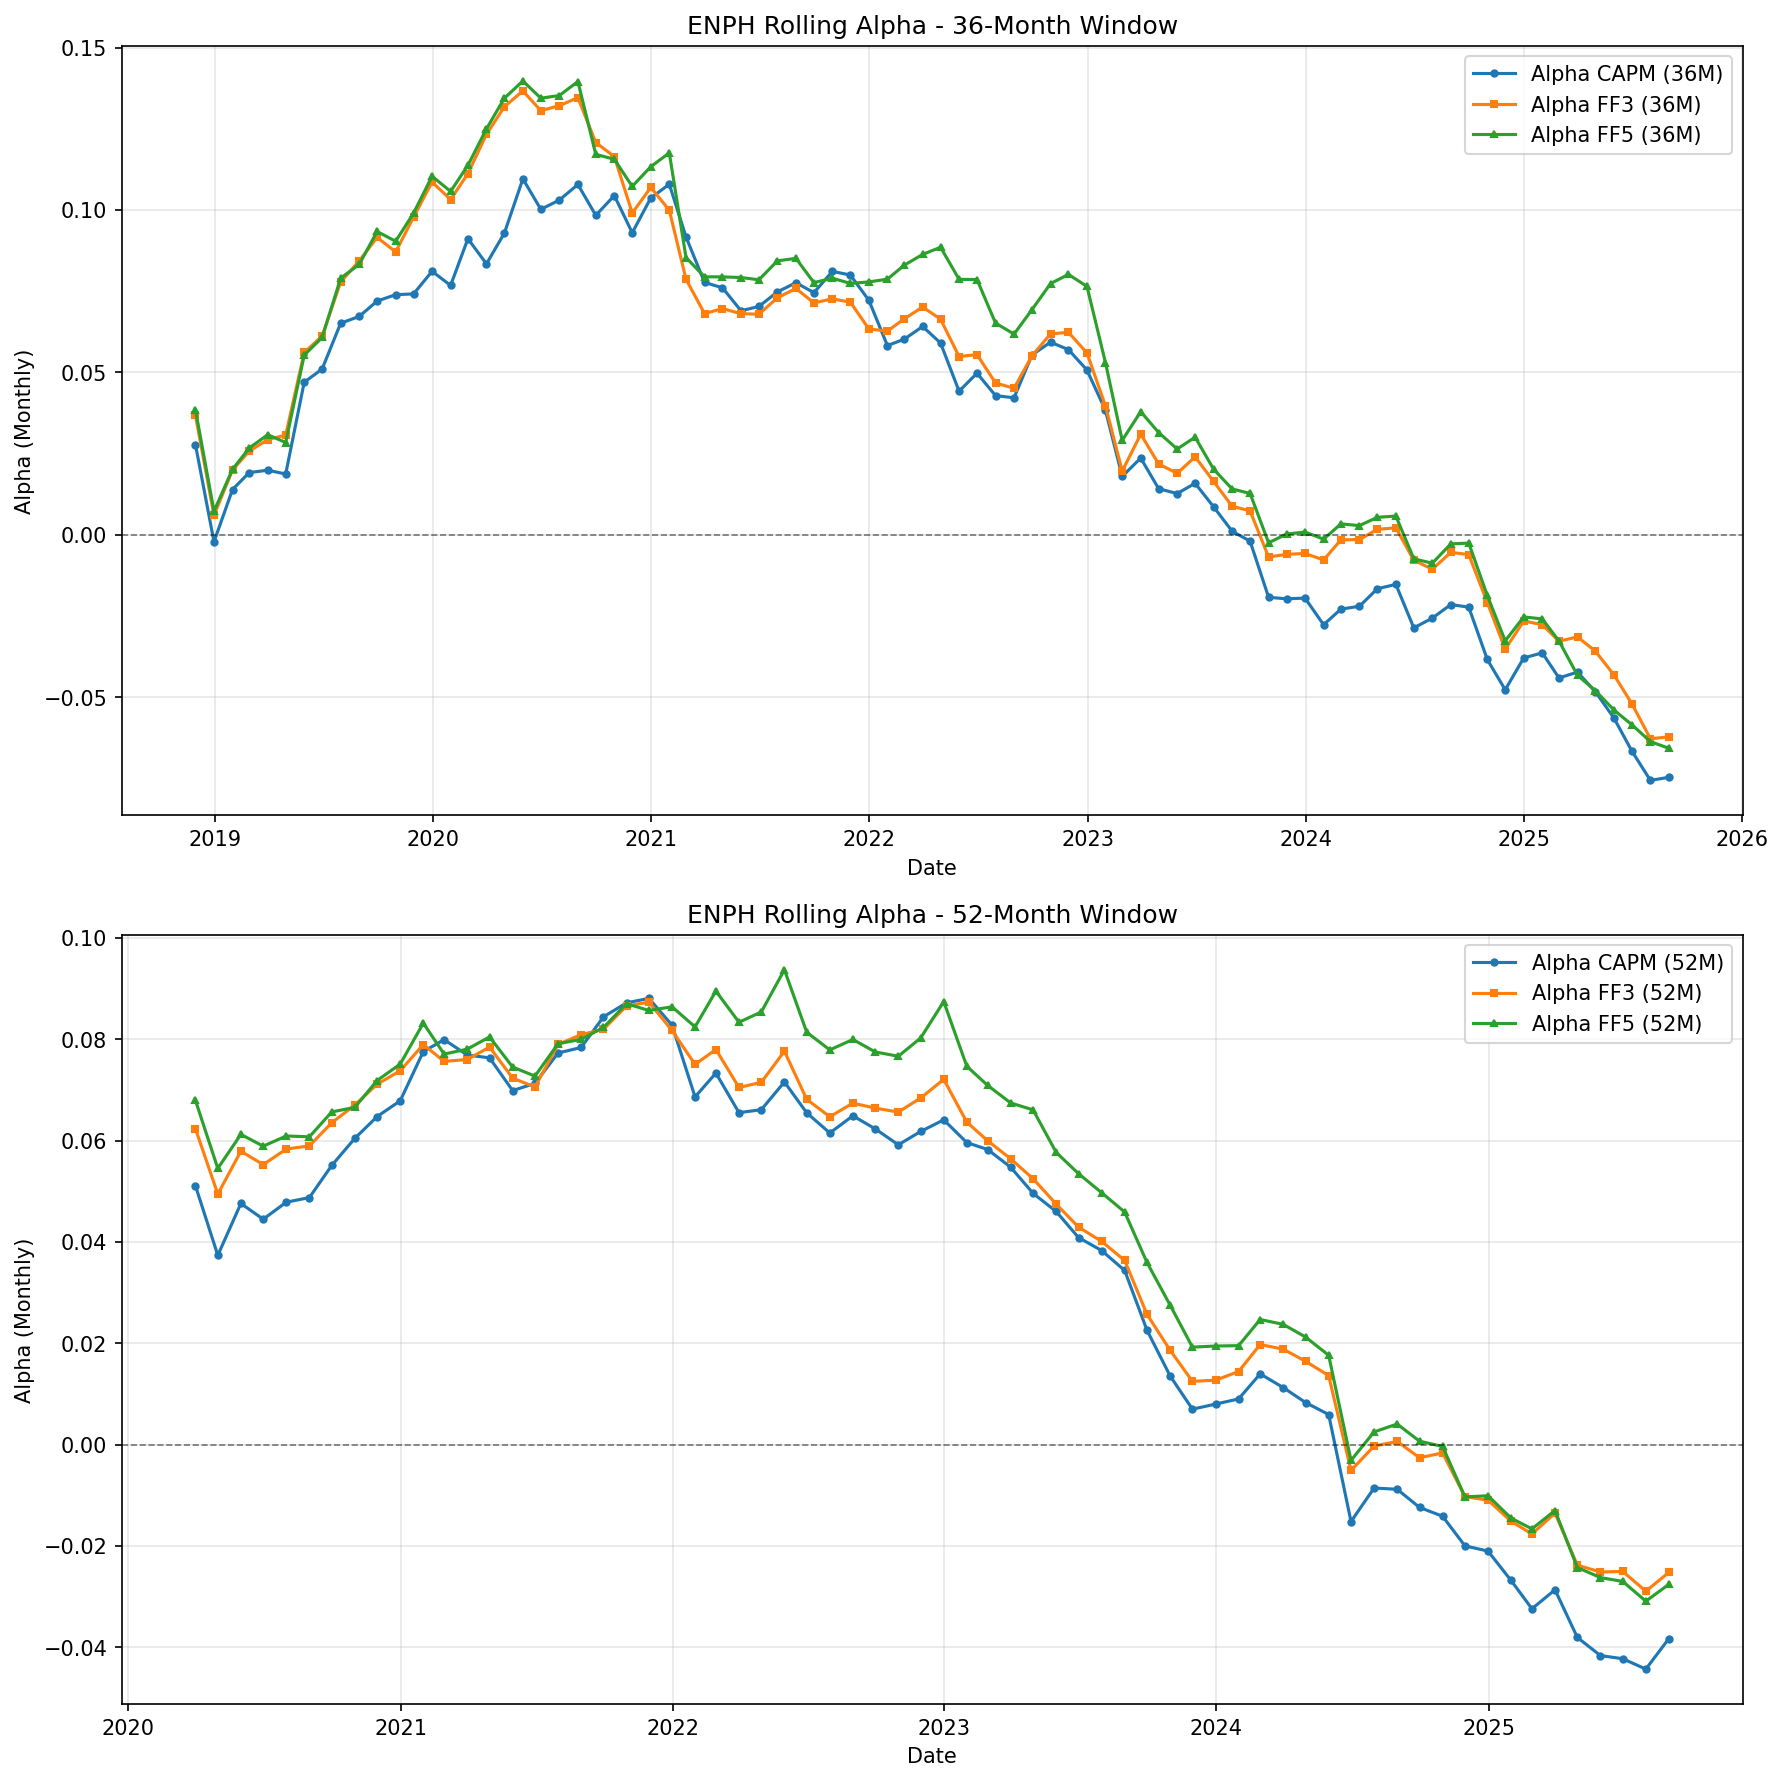 ENPH Rolling Alpha - 36-Month Window
Alpha CAPM (36M)
Alpha FF3 (36M)
Alpha FF5 (36M)
Alpha (Monthly)
0.15
0.10
0.05
0.00
−0.05
2019 2020 2021 2022 2023 2024 2025 2026
Date
ENPH Rolling Alpha - 52-Month Window
Alpha CAPM (52M)
Alpha FF3 (52M)
Alpha FF5 (52M)
Alpha (Monthly)
0.10
0.08
0.06
0.04
0.02
0.00
−0.02
−0.04
2020 2021 2022 2023 2024 2025
Date